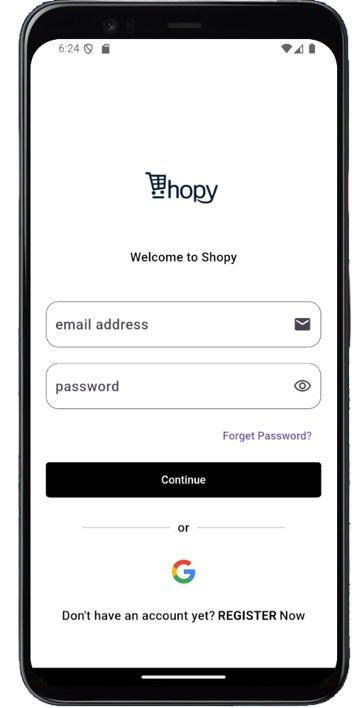 6:24
hopy
Welcome to Shopy
email address
password
Forget Password?
Continue
or
G
Don't have an account yet? REGISTER Now